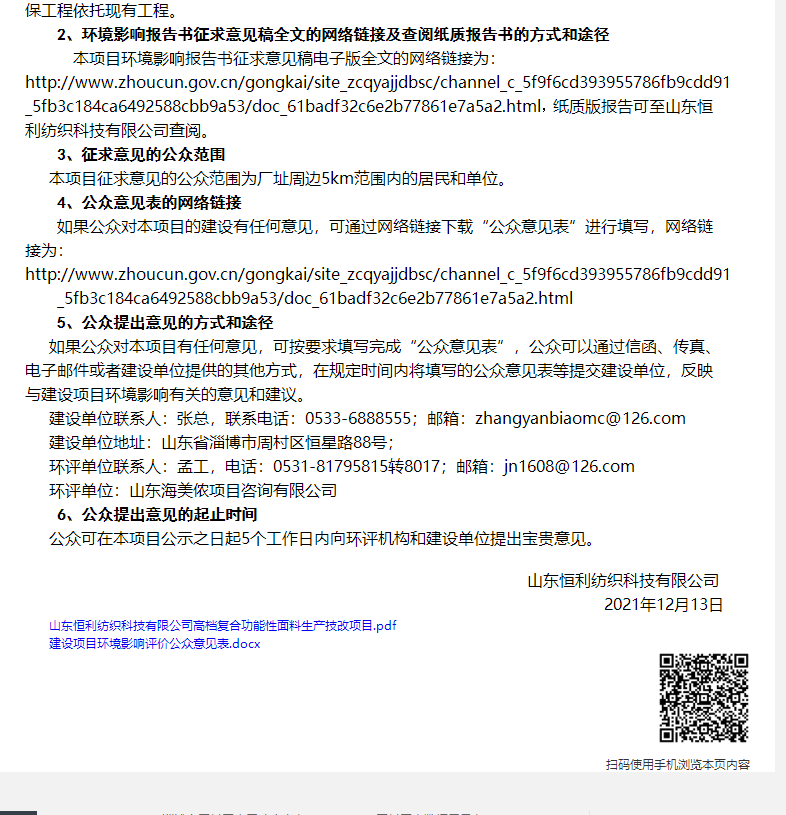 保工程依托现有工程。
2、环境影响报告书征求意见稿全文的网络链接及查阅纸质报告书的方式和途径
本项目环境影响报告书征求意见稿电子版全文的网络链接为：
http://www.zhoucun.gov.cn/gongkai/site_zcqyajjdbsc/channel_c_5f9f6cd393955786fb9cdd91
_5fb3c184ca6492588cbb9a53/doc_61badf32c6e2b77861e7a5a2.html，纸质版报告可至山东恒
利纺织科技有限公司查阅。
3、征求意见的公众范围
本项目征求意见的公众范围为厂址周边5km范围内的居民和单位。
4、公众意见表的网络链接
如果公众对本项目的建设有任何意见，可通过网络链接下载“公众意见表”进行填写，网络链
接为：
http://www.zhoucun.gov.cn/gongkai/site_zcqyajjdbsc/channel_c_5f9f6cd393955786fb9cdd91
_5fb3c184ca6492588cbb9a53/doc_61badf32c6e2b77861e7a5a2.html
5、公众提出意见的方式和途径
如果公众对本项目有任何意见，可按要求填写完成“公众意见表”，公众可以通过信函、传真、
电子邮件或者建设单位提供的其他方式，在规定时间内将填写的公众意见表等提交建设单位，反映
与建设项目环境影响有关的意见和建议。
建设单位联系人：张总，联系电话：0533-6888555；邮箱：zhangyanbiaomc@126.com
建设单位地址：山东省淄博市周村区恒星路88号；
环评单位联系人：孟工，电话：0531-81795815转8017；邮箱：jn1608@126.com
环评单位：山东海美侬项目咨询有限公司
6、公众提出意见的起止时间
公众可在本项目公示之日起5个工作日内向环评机构和建设单位提出宝贵意见。
山东恒利纺织科技有限公司
2021年12月13日
山东恒利纺织科技有限公司高档复合功能性面料生产技改项目.pdf
建设项目环境影响评价公众意见表.docx
扫码使用手机浏览本页内容